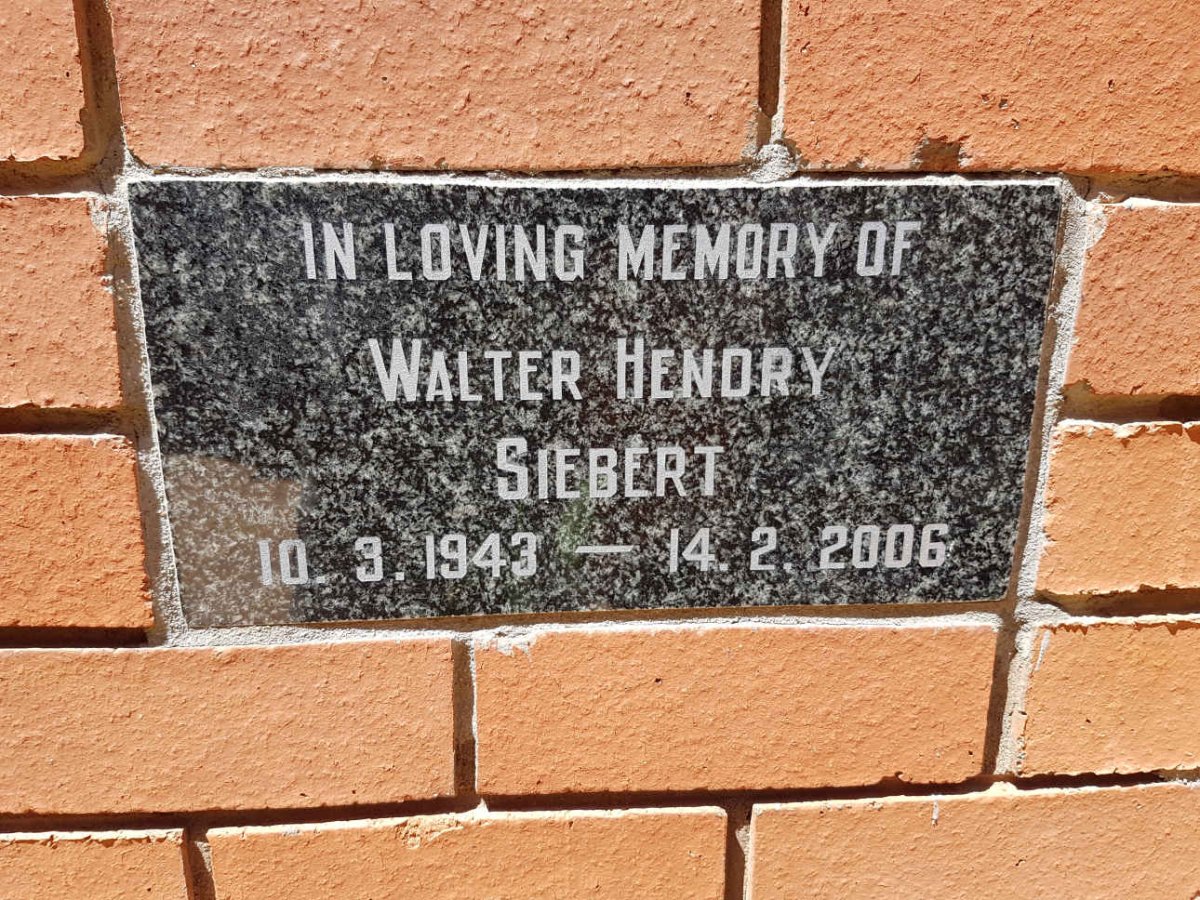 IN LOVING MEMORY OF
WALTER HENDRY
SIEBERT
10. 3. 1943 — 14. 2. 2006